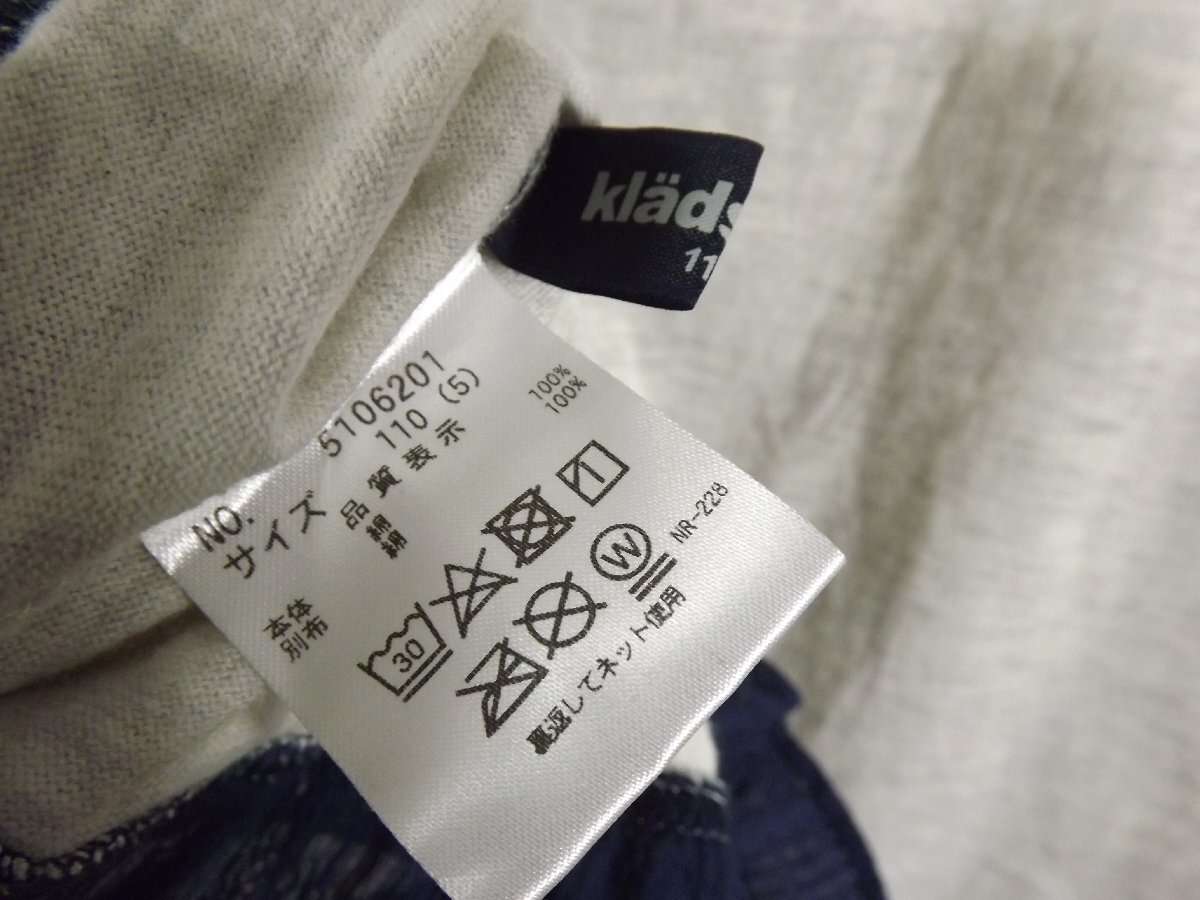 kläds
11
NO. 5106201
サイズ 110 (5)
品質表示
本体 綿 100%
別布 綿 100%
30
1
W
NR-228
裏返してネット使用